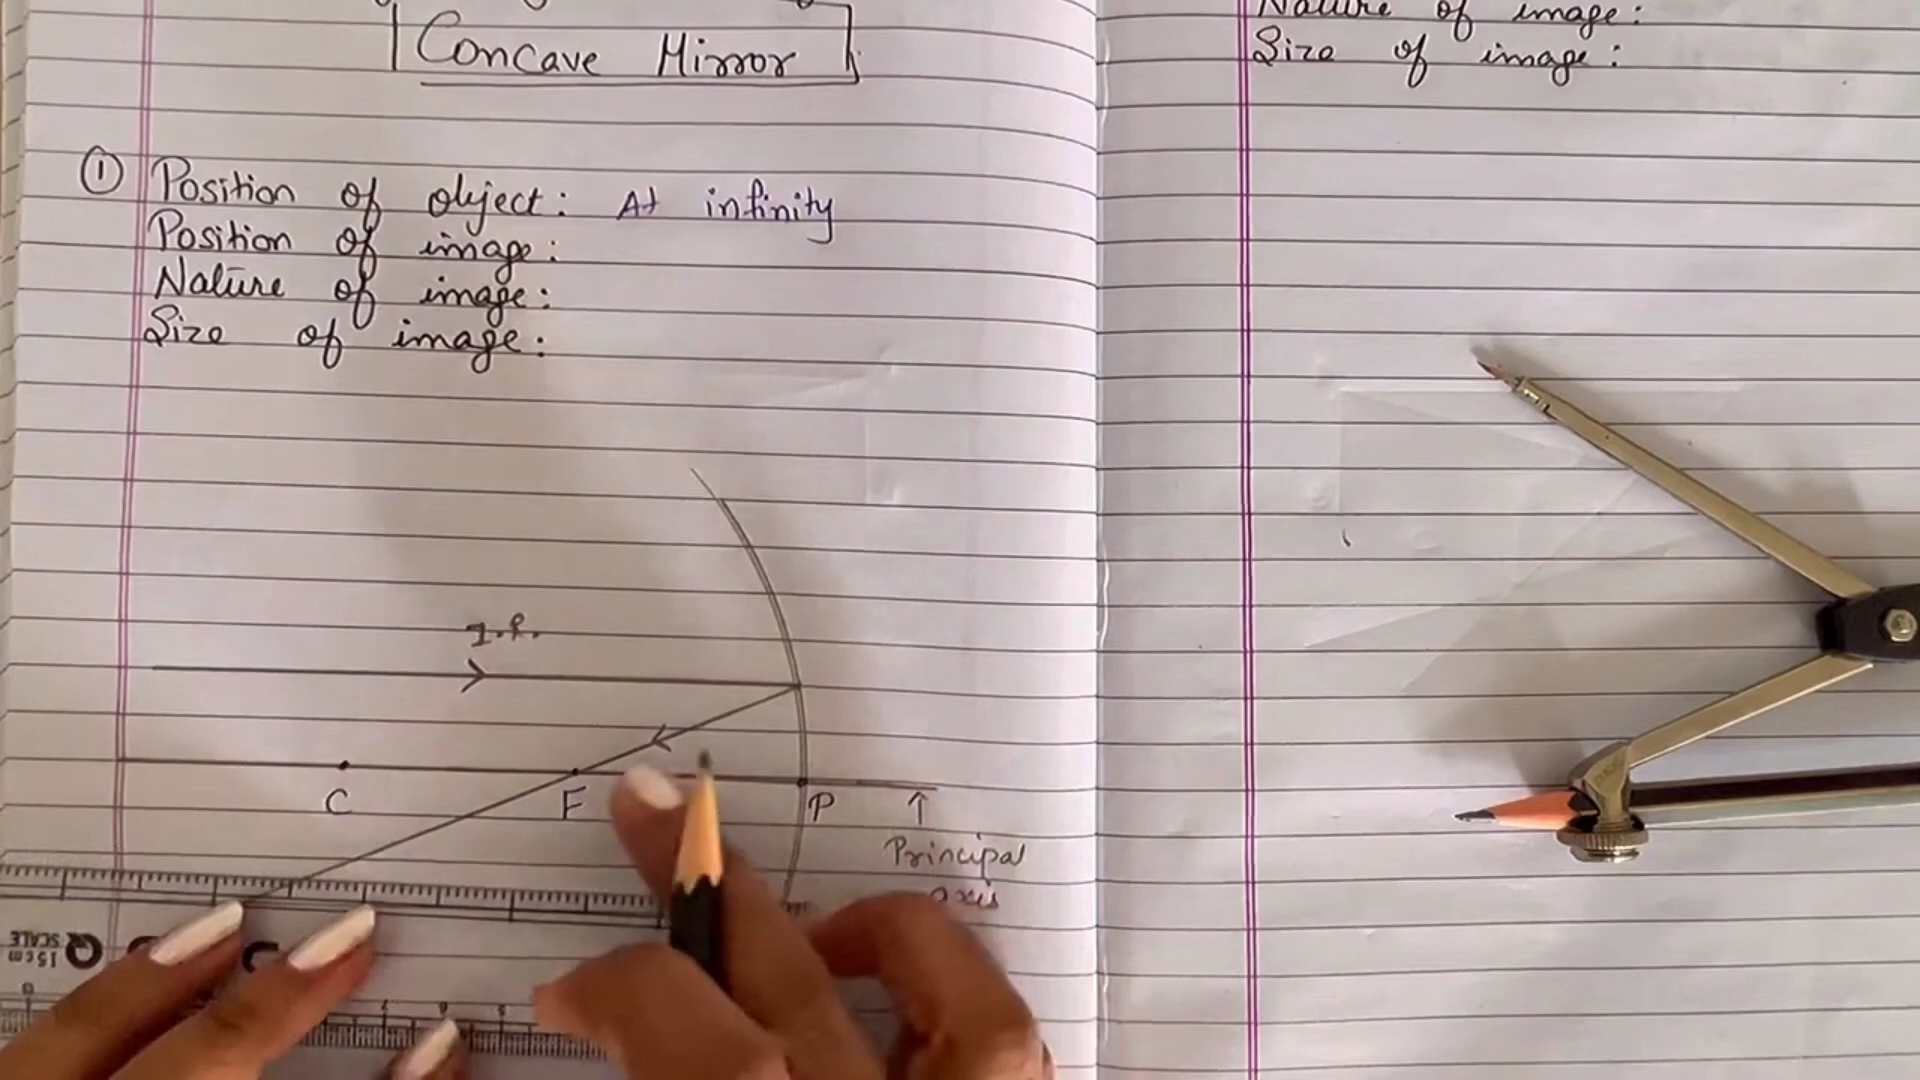 Concave Mirror
① Position of object: At infinity
Position of image:
Nature of image:
Size of image:
I.R.
C
F
P
↑
Principal
axis
15cm
SCALE
Nature of image:
Size of image: